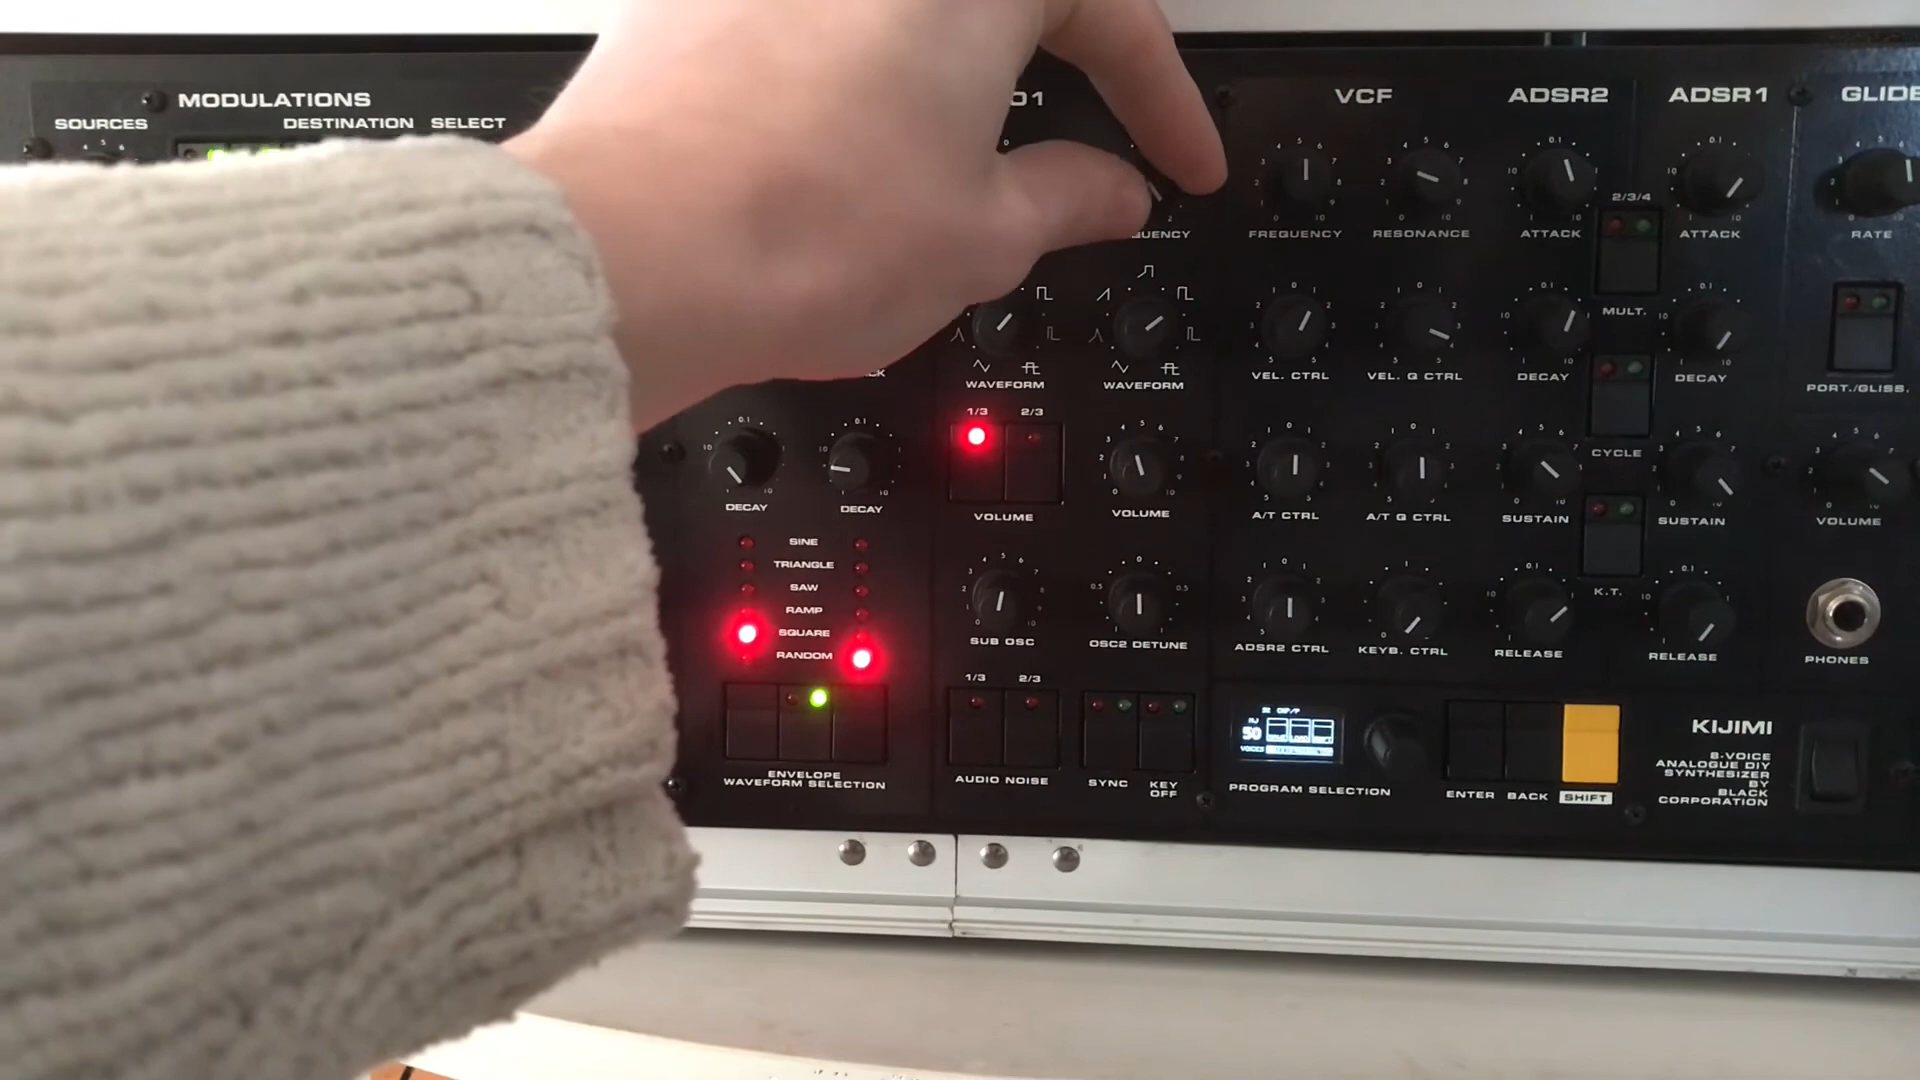 MODULATIONS
SOURCES
DESTINATION SELECT
VCF
ADSR2
ADSR1
FREQUENCY
RESONANCE
ATTACK
2/3/4
ATTACK
RATE
WAVEFORM
WAVEFORM
VEL. CTRL
VEL. Q CTRL
DECAY
MULT.
DECAY
PORT./GLISS.
1/3
2/3
DECAY
DECAY
VOLUME
VOLUME
A/T CTRL
A/T Q CTRL
SUSTAIN
CYCLE
SUSTAIN
VOLUME
SINE
TRIANGLE
SAW
RAMP
SQUARE
RANDOM
SUB OSC
OSC2 DETUNE
ADSR2 CTRL
KEYB. CTRL
RELEASE
K.T.
RELEASE
PHONES
1/3
2/3
ENVELOPE
WAVEFORM SELECTION
AUDIO NOISE
SYNC
KEY
OFF
50
VOICES
PROGRAM SELECTION
ENTER
BACK
SHIFT
KIJIMI
8-VOICE
ANALOGUE DIY
SYNTHESIZER
BY
BLACK
CORPORATION